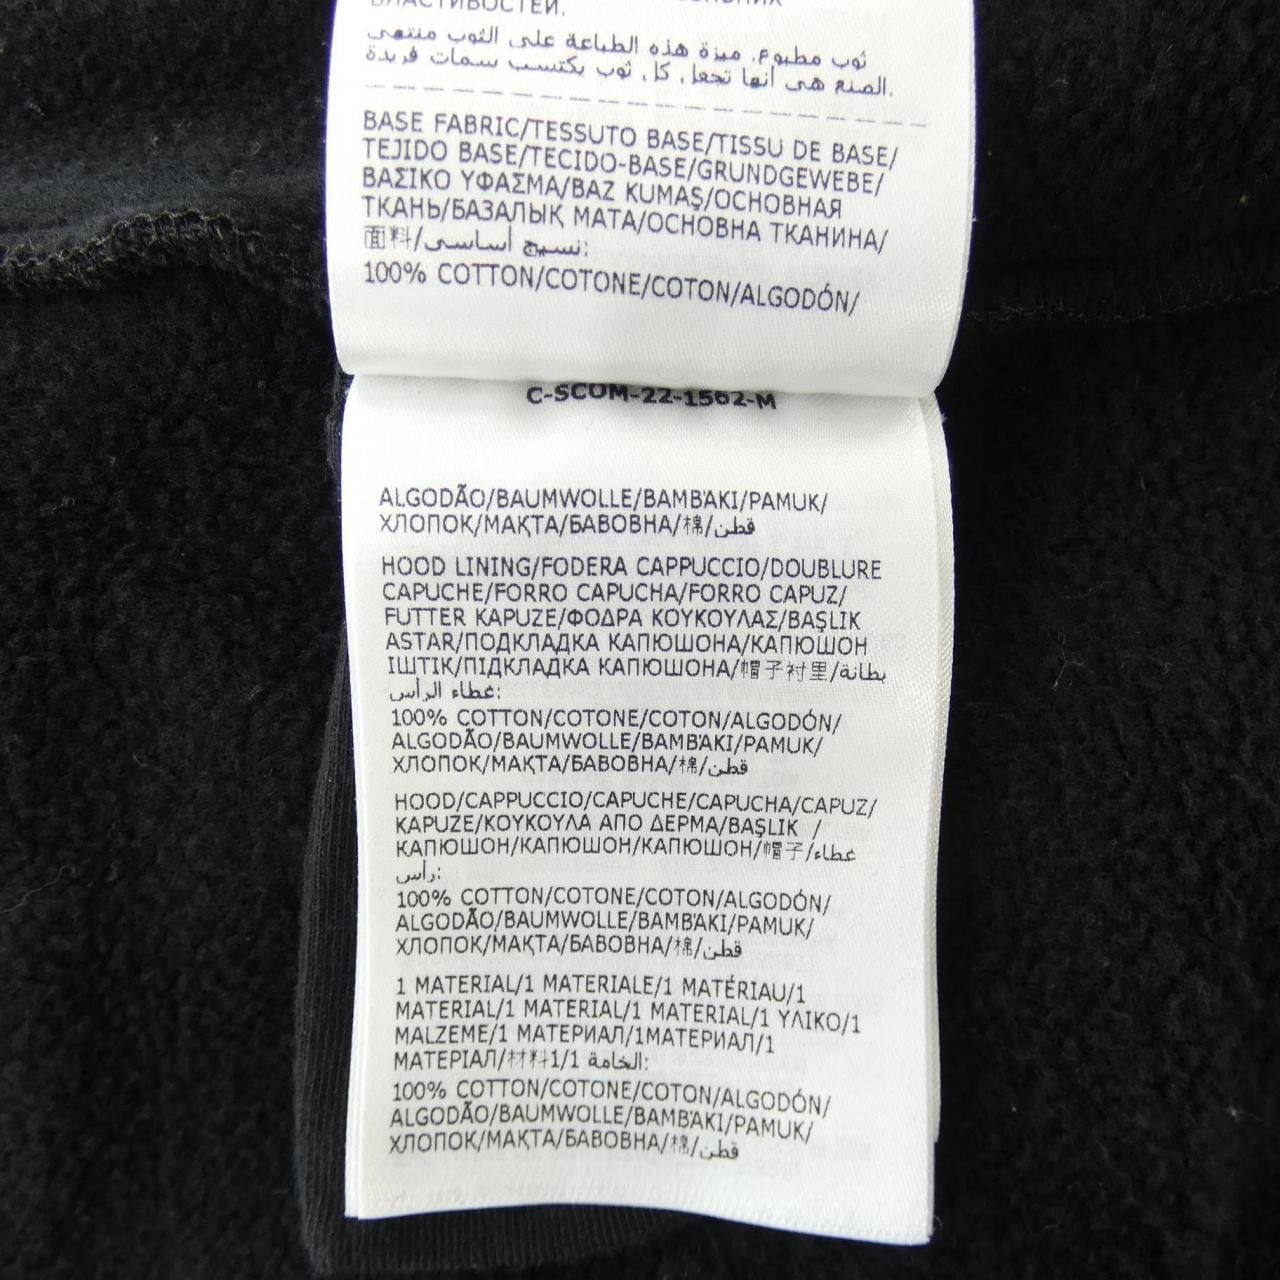 ВЛАСТИВОСТЕЙ.
ثوب مطبوع. ميزة هذه الطباعة على الثوب منتهي
الصنع هي أنها تجعل. كل. ثوب يكتسب سمات فريدة.
BASE FABRIC/TESSUTO BASE/TISSU DE BASE/
TEJIDO BASE/TECIDO-BASE/GRUNDGEWEBE/
ΒΑΣΙΚΟ ΥΦΑΣΜΑ/BAZ KUMAŞ/ОСНОВНАЯ
ТКАНЬ/БАЗАЛЫҚ МАТА/ОСНОВНА ТКАНИНА/
面料/نسيج أساسي:
100% COTTON/COTONE/COTON/ALGODÓN/
C-SCOM-22-1562-M
ALGODÃO/BAUMWOLLE/BAMBΆKI/PAMUK/
ХЛОПОК/МАҚТА/БАВОВНА/棉/قطن
HOOD LINING/FODERA CAPPUCCIO/DOUBLURE
CAPUCHE/FORRO CAPUCHA/FORRO CAPUZ/
FUTTER KAPUZE/ΦΟΔΡΑ ΚΟΥΚΟΥΛΑΣ/BAŞLIK
ASTAR/ПОДКЛАДКА КАПЮШОНА/КАПЮШОН
ІШТІК/ПІДКЛАДКА КАПЮШОНА/帽子衬里/بطانة
غطاء الرأس:
100% COTTON/COTONE/COTON/ALGODÓN/
ALGODÃO/BAUMWOLLE/BAMBΆKI/PAMUK/
ХЛОПОК/МАҚТА/БАВОВНА/棉/قطن
HOOD/CAPPUCCIO/CAPUCHE/CAPUCHA/CAPUZ/
KAPUZE/ΚΟΥΚΟΥΛΑ ΑΠΟ ΔΕΡΜΑ/BAŞLIK /
КАПЮШОН/КАПЮШОН/КАПЮШОН/帽子/غطاء
رأس:
100% COTTON/COTONE/COTON/ALGODÓN/
ALGODÃO/BAUMWOLLE/BAMBΆKI/PAMUK/
ХЛОПОК/МАҚТА/БАВОВНА/棉/قطن
1 MATERIAL/1 MATERIALE/1 MATÉRIAU/1
MATERIAL/1 MATERIAL/1 MATERIAL/1 ΥΛΙΚΟ/1
MALZEME/1 МАТЕРИАЛ/1МАТЕРИАЛ/1
МАТЕРІАЛ/材料1/1 الخامة:
100% COTTON/COTONE/COTON/ALGODÓN/
ALGODÃO/BAUMWOLLE/BAMBΆKI/PAMUK/
ХЛОПОК/МАҚТА/БАВОВНА/棉/قطن